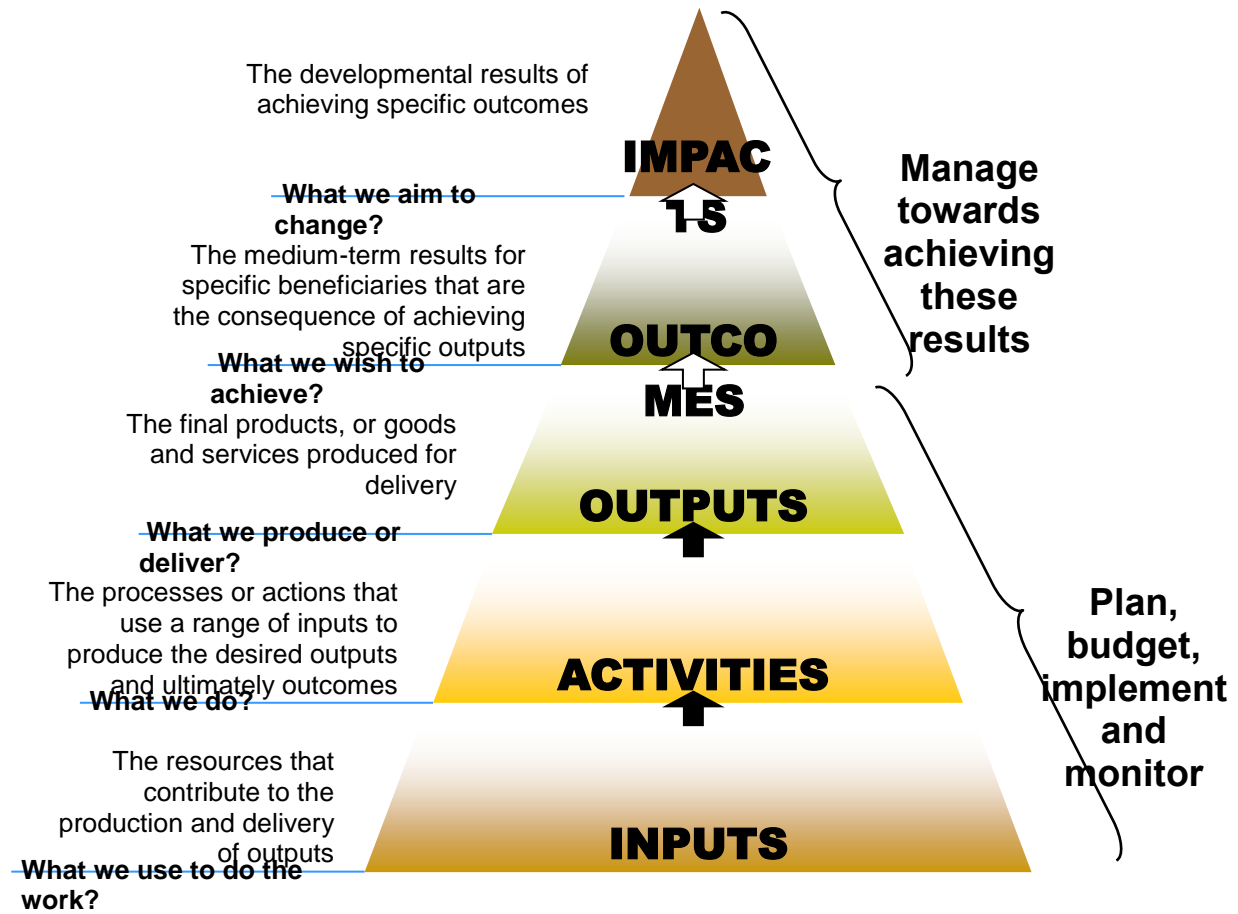 The developmental results of
achieving specific outcomes
IMPAC
TS
What we aim to
change?
The medium-term results for
specific beneficiaries that are
the consequence of achieving
specific outputs
OUTCO
MES
What we wish to
achieve?
The final products, or goods
and services produced for
delivery
OUTPUTS
What we produce or
deliver?
The processes or actions that
use a range of inputs to
produce the desired outputs
and ultimately outcomes
ACTIVITIES
What we do?
The resources that
contribute to the
production and delivery
of outputs
INPUTS
What we use to do the
work?
Manage
towards
achieving
these
results
Plan,
budget,
implement
and
monitor